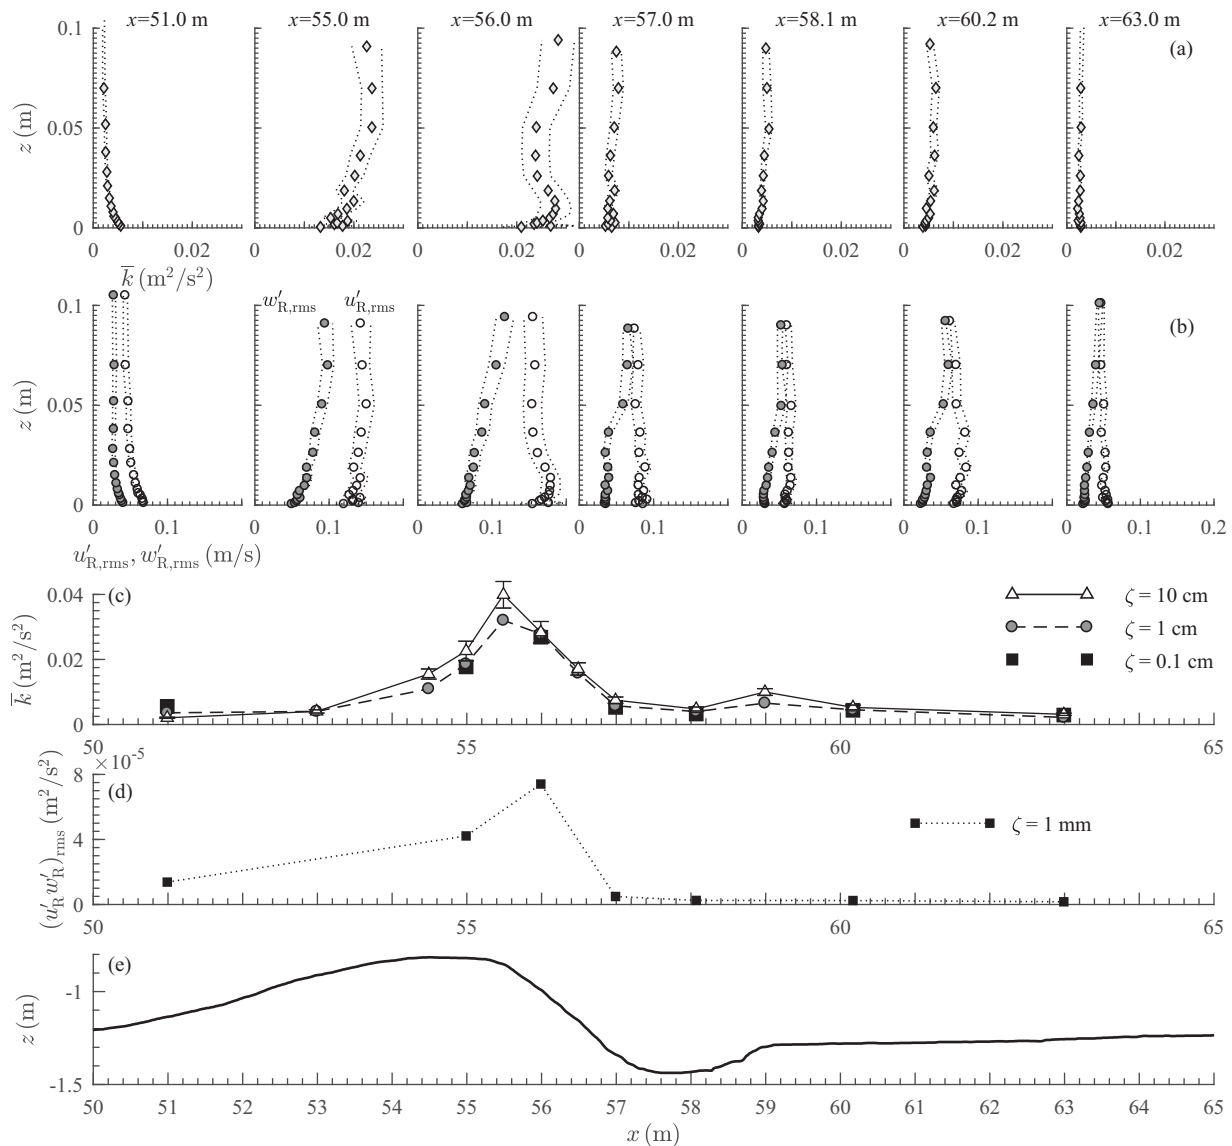 x=51.0 m x=55.0 m x=56.0 m x=57.0 m x=58.1 m x=60.2 m x=63.0 m
0.1
(a)
z (m)
0.05
0
0 0.02 0 0.02 0 0.02 0 0.02 0 0.02 0 0.02 0 0.02
k̅ (m²/s²)
w′R,rms u′R,rms
0.1
(b)
z (m)
0.05
0
0 0.1 0 0.1 0 0.1 0 0.1 0 0.1 0 0.1 0 0.1 0.2
u′R,rms, w′R,rms (m/s)
(c)
0.04
k̅ (m²/s²)
0.02
0
ζ = 10 cm
ζ = 1 cm
ζ = 0.1 cm
50 55 60 65
×10⁻⁵
(u′R w′R)rms (m²/s²)
8
(d)
4
0
ζ = 1 mm
50 55 60 65
(e)
z (m)
-1
-1.5
50 51 52 53 54 55 56 57 58 59 60 61 62 63 64 65
x (m)